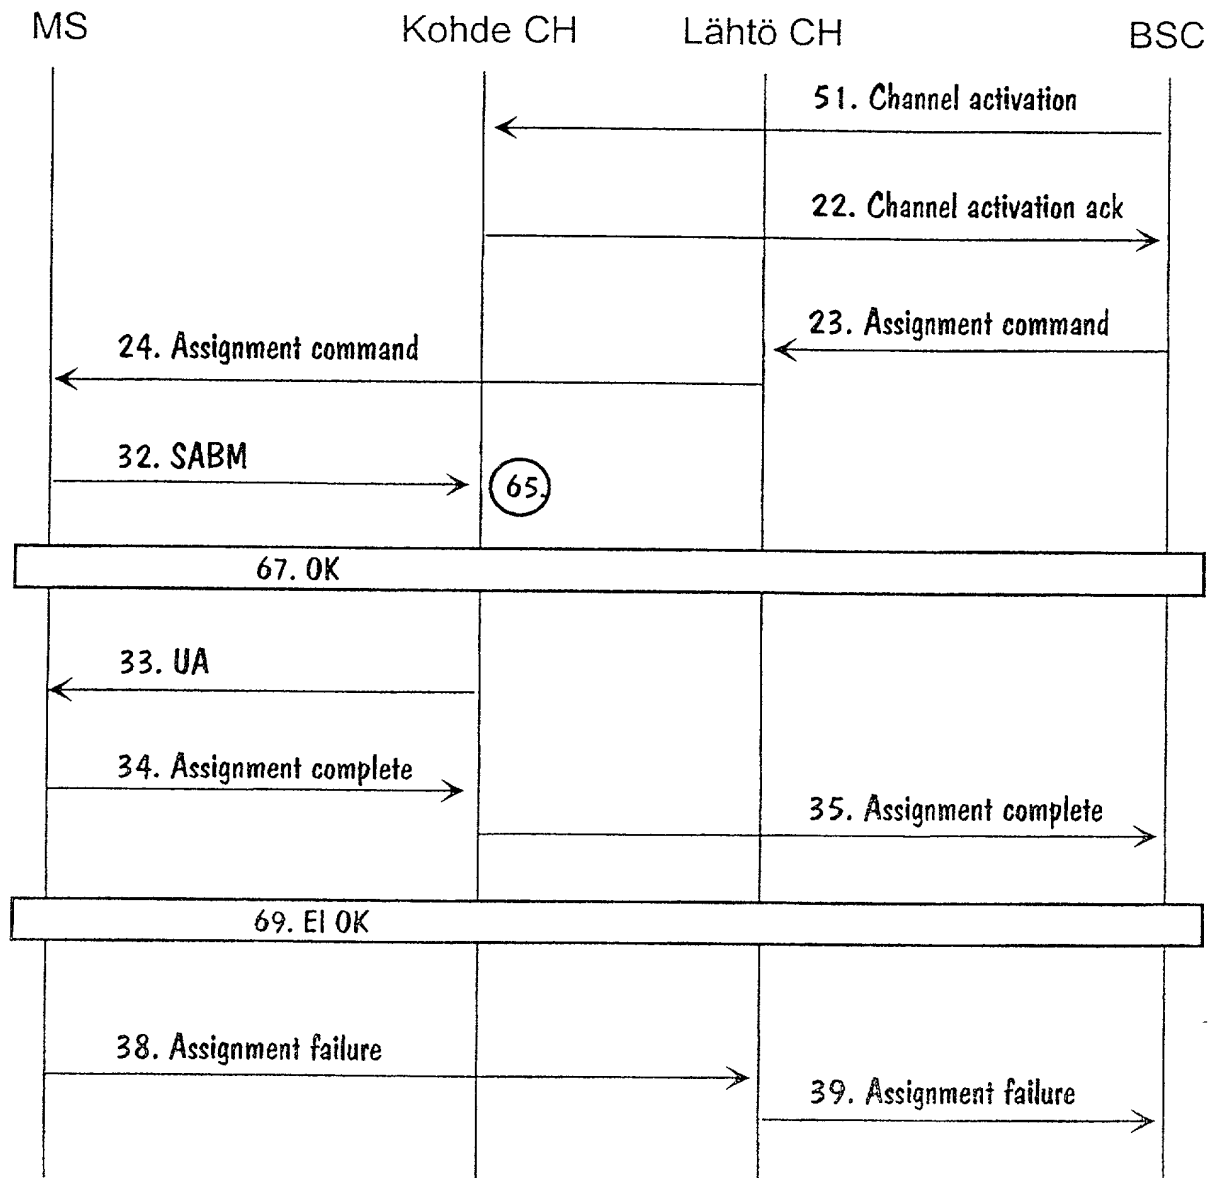 MS Kohde CH Lähtö CH BSC
51. Channel activation
22. Channel activation ack
23. Assignment command
24. Assignment command
32. SABM
65.
67. OK
33. UA
34. Assignment complete
35. Assignment complete
69. EI OK
38. Assignment failure
39. Assignment failure